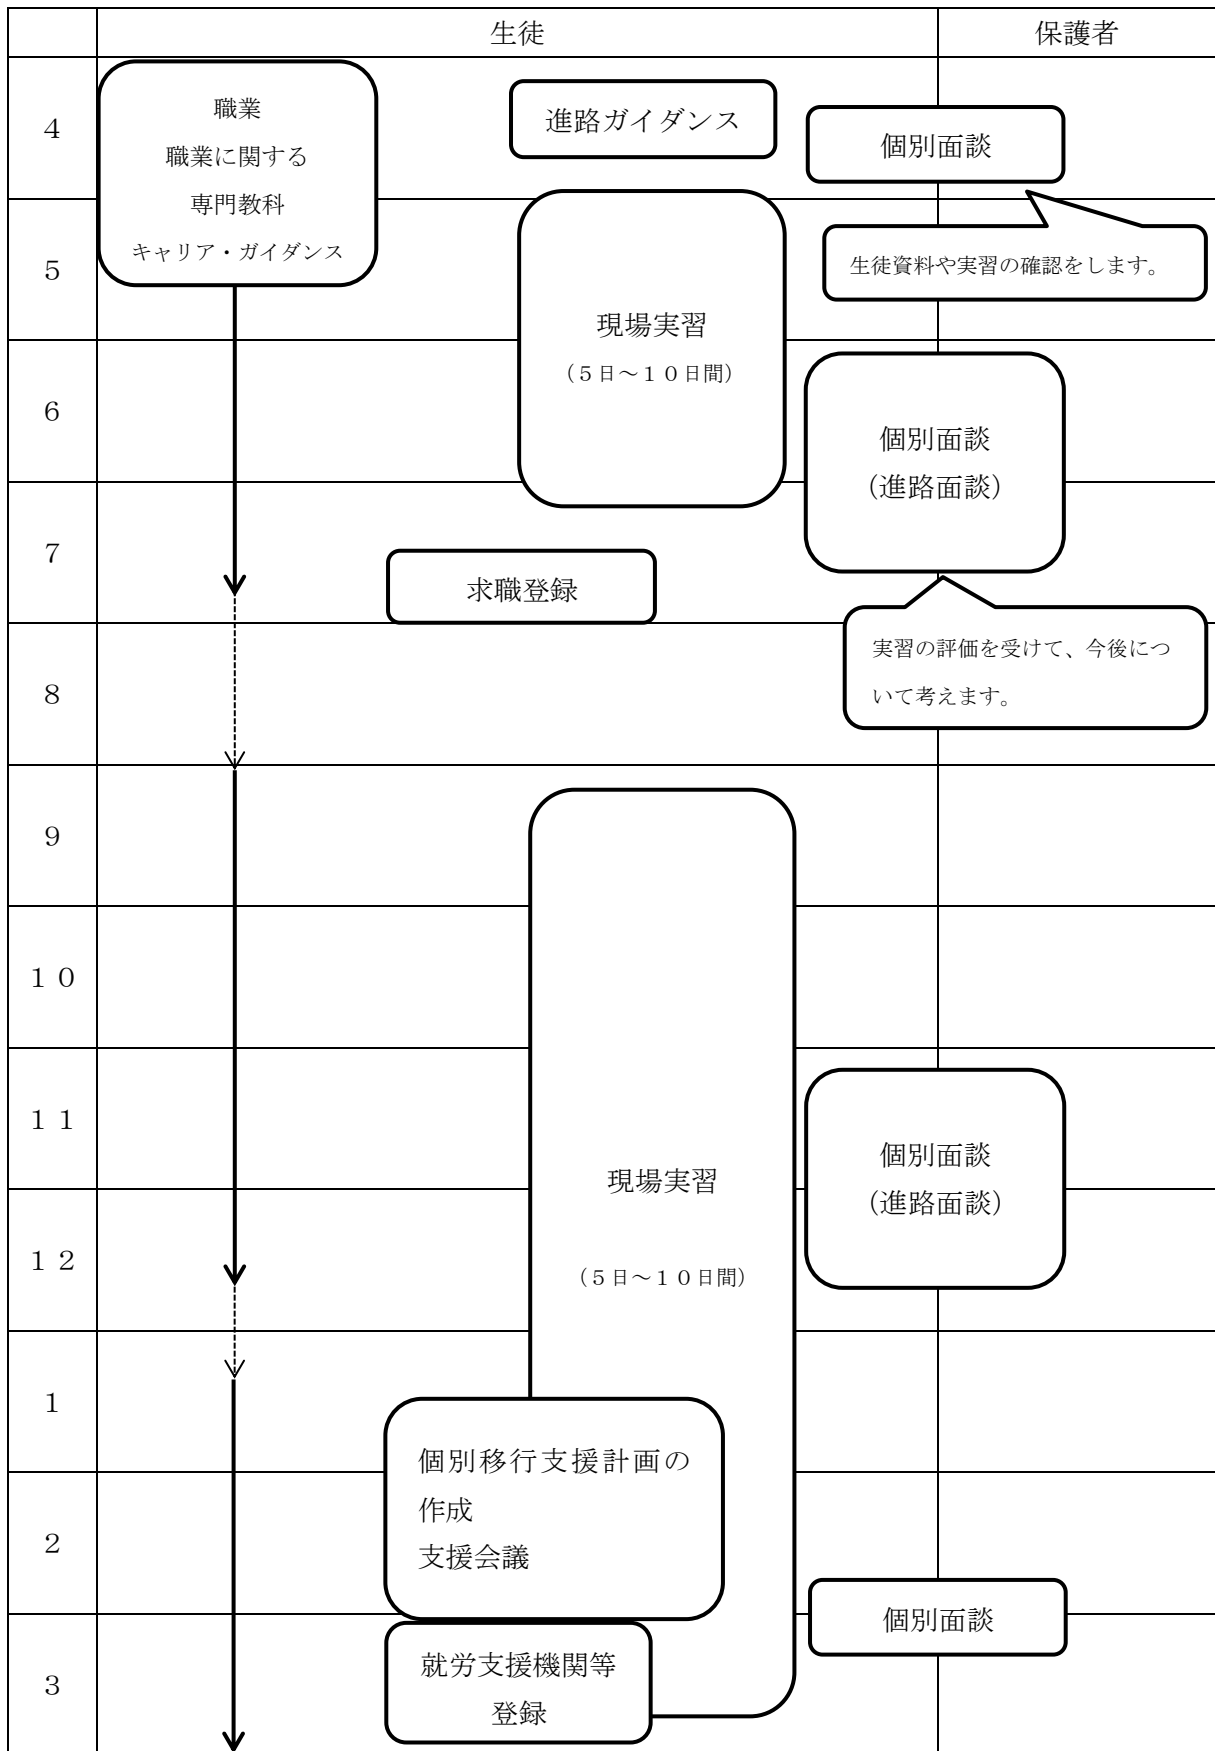 生徒
保護者
4
職業
職業に関する
専門教科
キャリア・ガイダンス
進路ガイダンス
個別面談
5
生徒資料や実習の確認をします。
現場実習
（５日～１０日間）
6
個別面談
（進路面談）
7
求職登録
実習の評価を受けて、今後につ
いて考えます。
8
9
１０
１１
個別面談
（進路面談）
現場実習
（５日～１０日間）
１２
1
個別移行支援計画の
作成
支援会議
2
個別面談
3
就労支援機関等
登録